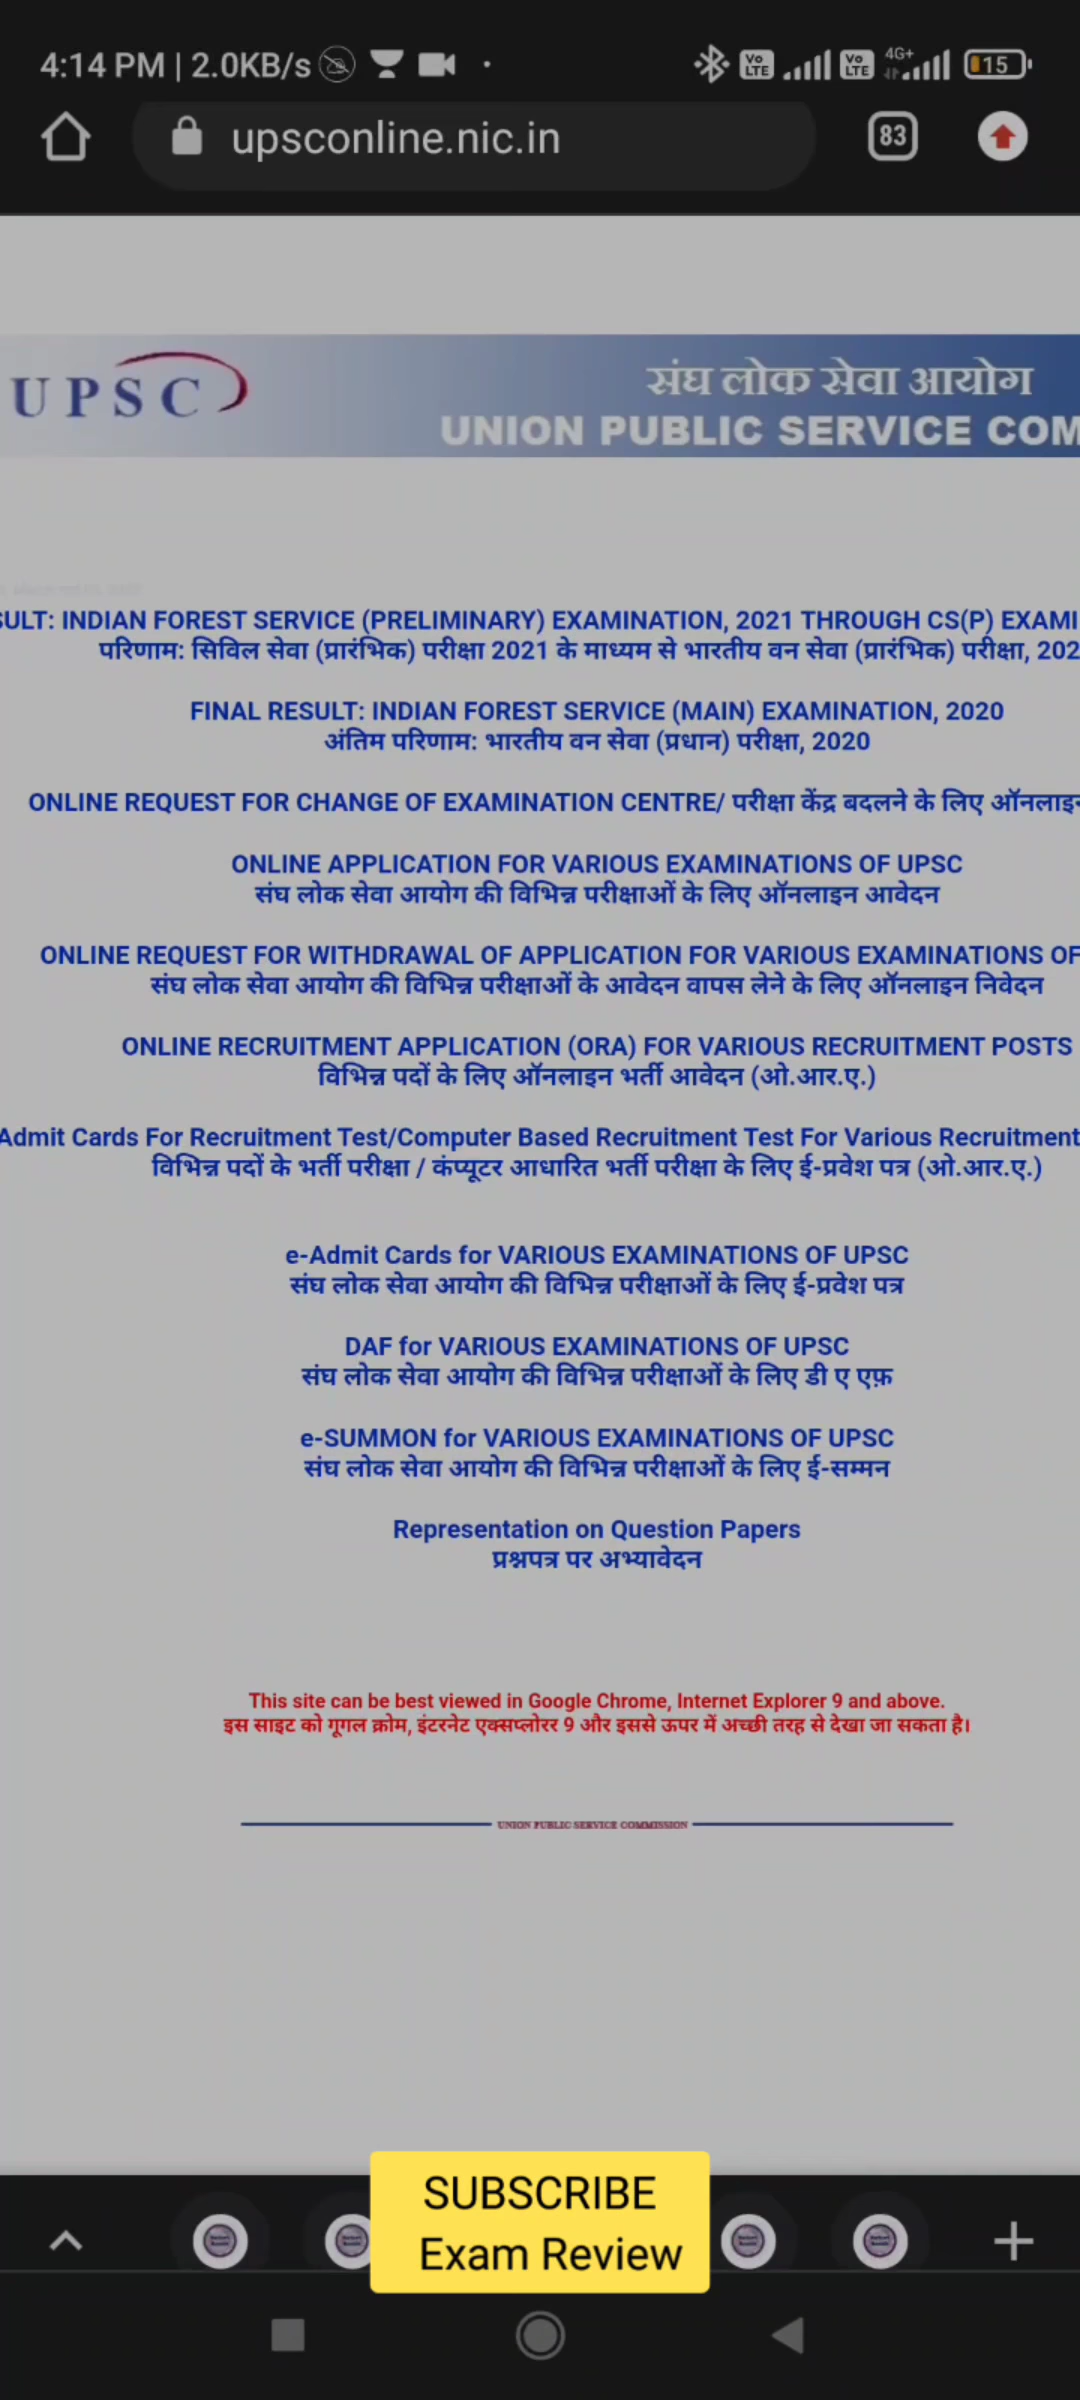 4:14 PM | 2.0KB/s
Vo LTE
Vo LTE
4G+
15
upsconline.nic.in
83
UPSC
संघ लोक सेवा आयोग
UNION PUBLIC SERVICE COM
SULT: INDIAN FOREST SERVICE (PRELIMINARY) EXAMINATION, 2021 THROUGH CS(P) EXAMI
परिणाम: सिविल सेवा (प्रारंभिक) परीक्षा 2021 के माध्यम से भारतीय वन सेवा (प्रारंभिक) परीक्षा, 202
FINAL RESULT: INDIAN FOREST SERVICE (MAIN) EXAMINATION, 2020
अंतिम परिणाम: भारतीय वन सेवा (प्रधान) परीक्षा, 2020
ONLINE REQUEST FOR CHANGE OF EXAMINATION CENTRE/ परीक्षा केंद्र बदलने के लिए ऑनलाइन
ONLINE APPLICATION FOR VARIOUS EXAMINATIONS OF UPSC
संघ लोक सेवा आयोग की विभिन्न परीक्षाओं के लिए ऑनलाइन आवेदन
ONLINE REQUEST FOR WITHDRAWAL OF APPLICATION FOR VARIOUS EXAMINATIONS OF
संघ लोक सेवा आयोग की विभिन्न परीक्षाओं के आवेदन वापस लेने के लिए ऑनलाइन निवेदन
ONLINE RECRUITMENT APPLICATION (ORA) FOR VARIOUS RECRUITMENT POSTS
विभिन्न पदों के लिए ऑनलाइन भर्ती आवेदन (ओ.आर.ए.)
Admit Cards For Recruitment Test/Computer Based Recruitment Test For Various Recruitment
विभिन्न पदों के भर्ती परीक्षा / कंप्यूटर आधारित भर्ती परीक्षा के लिए ई-प्रवेश पत्र (ओ.आर.ए.)
e-Admit Cards for VARIOUS EXAMINATIONS OF UPSC
संघ लोक सेवा आयोग की विभिन्न परीक्षाओं के लिए ई-प्रवेश पत्र
DAF for VARIOUS EXAMINATIONS OF UPSC
संघ लोक सेवा आयोग की विभिन्न परीक्षाओं के लिए डी ए एफ़
e-SUMMON for VARIOUS EXAMINATIONS OF UPSC
संघ लोक सेवा आयोग की विभिन्न परीक्षाओं के लिए ई-सम्मन
Representation on Question Papers
प्रश्नपत्र पर अभ्यावेदन
This site can be best viewed in Google Chrome, Internet Explorer 9 and above.
इस साइट को गूगल क्रोम, इंटरनेट एक्सप्लोरर 9 और इससे ऊपर में अच्छी तरह से देखा जा सकता है।
UNION PUBLIC SERVICE COMMISSION
SUBSCRIBE
Exam Review